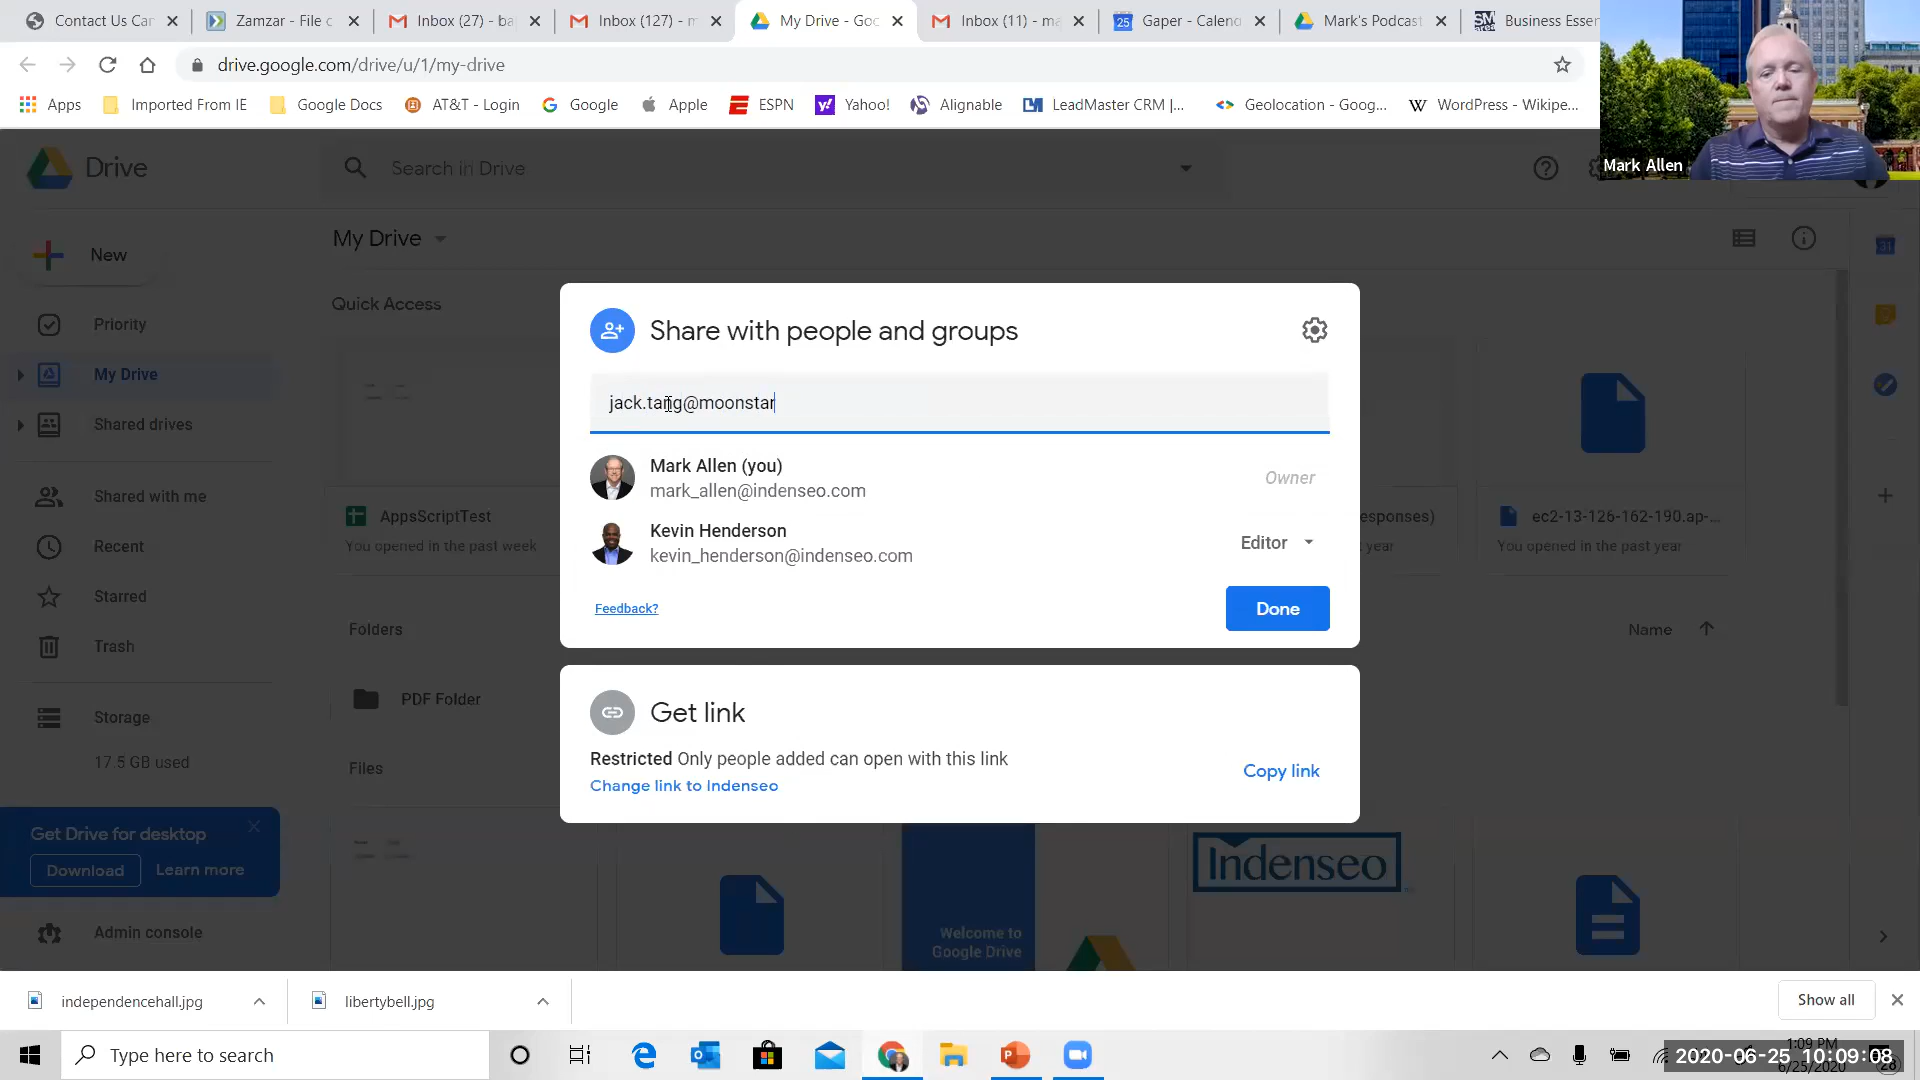 Contact Us Car
Zamzar - File c
Inbox (27) - ba
Inbox (127) - m
My Drive - Goo
Inbox (11) - ma
Gaper - Calend
Mark's Podcast
Business Essen
drive.google.com/drive/u/1/my-drive
Apps
Imported From IE
Google Docs
AT&T - Login
Google
Apple
ESPN
Yahoo!
Alignable
LeadMaster CRM |...
Geolocation - Goog...
WordPress - Wikipe...
Mark Allen
Drive
Search in Drive
New
My Drive
Quick Access
Priority
My Drive
Shared drives
Shared with me
Recent
Starred
Trash
Storage
17.5 GB used
Get Drive for desktop
Download
Learn more
Admin console
AppsScriptTest
You opened in the past week
esponses)
year
ec2-13-126-162-190.ap-...
You opened in the past year
Folders
Name
PDF Folder
Files
Welcome to
Google Drive
Indenseo
Share with people and groups
jack.tang@moonstar
Mark Allen (you)
mark_allen@indenseo.com
Owner
Kevin Henderson
kevin_henderson@indenseo.com
Editor
Feedback?
Done
Get link
Restricted Only people added can open with this link
Change link to Indenseo
Copy link
independencehall.jpg
libertybell.jpg
Show all
Type here to search
1:09 PM
6/25/2020
2020-06-25 10:09:08
28